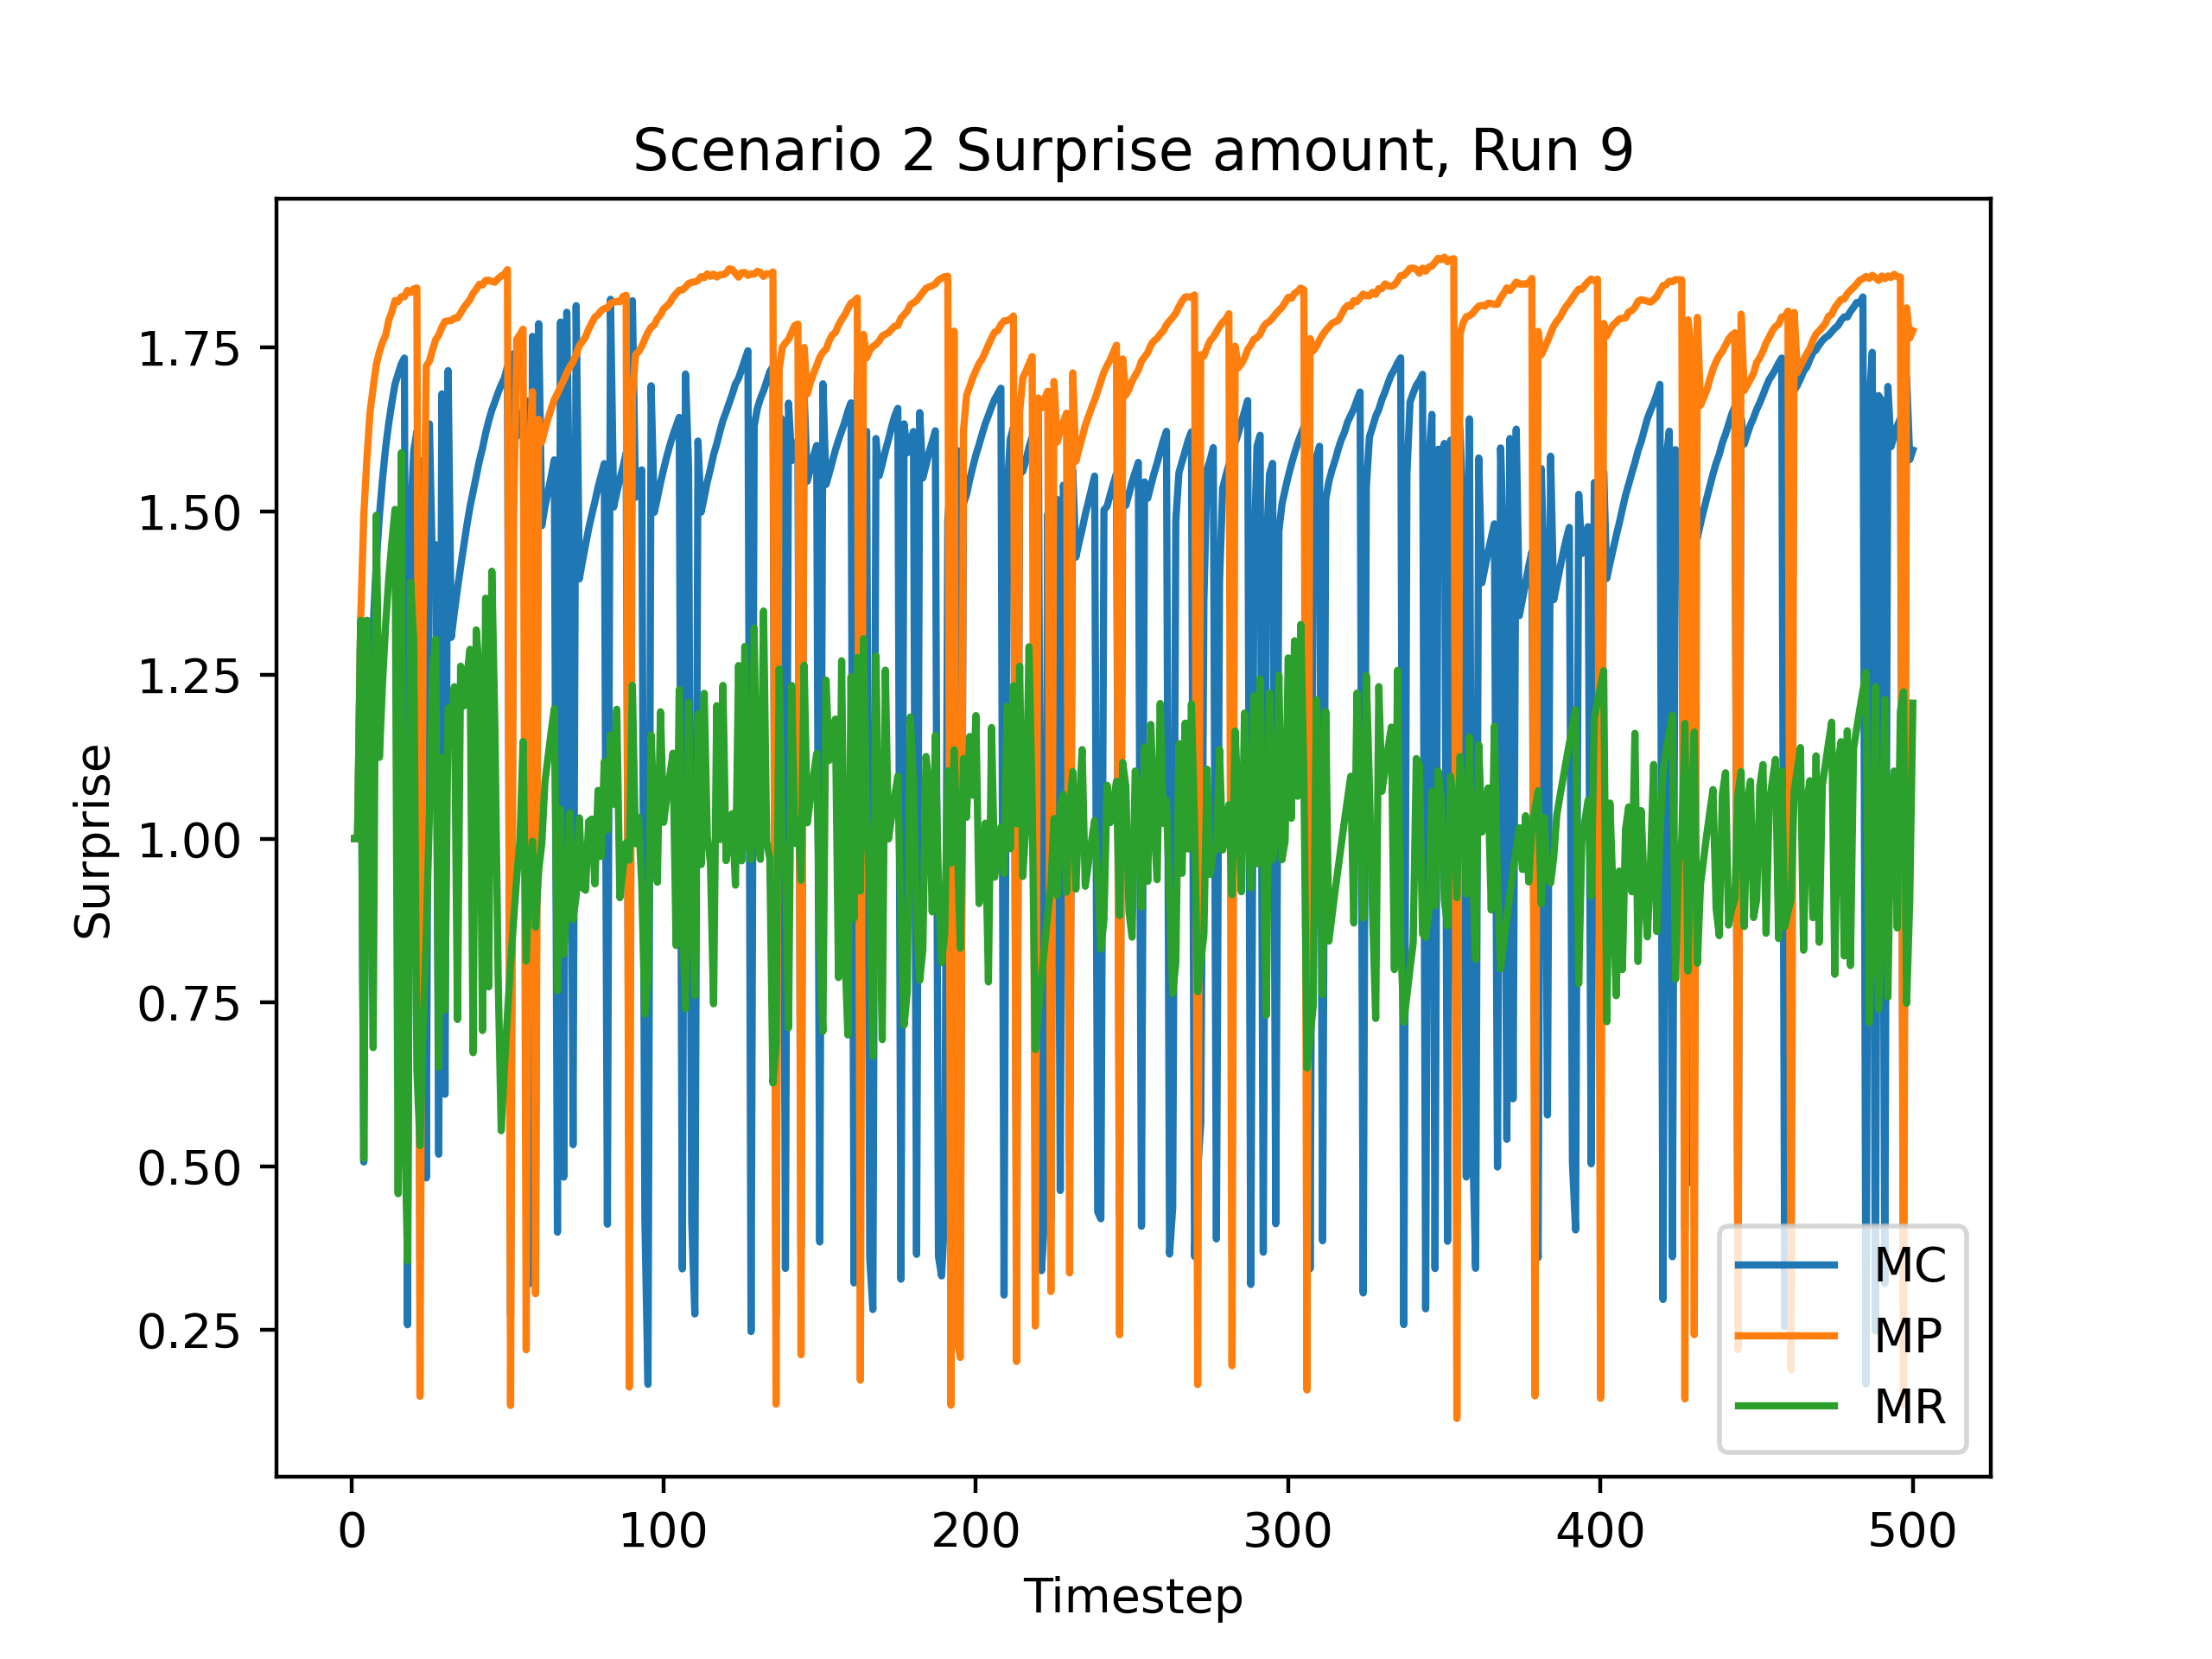 Scenario 2 Surprise amount, Run 9
Surprise
1.75
1.50
1.25
1.00
0.75
0.50
0.25
MC
MP
MR
0 100 200 300 400 500
Timestep